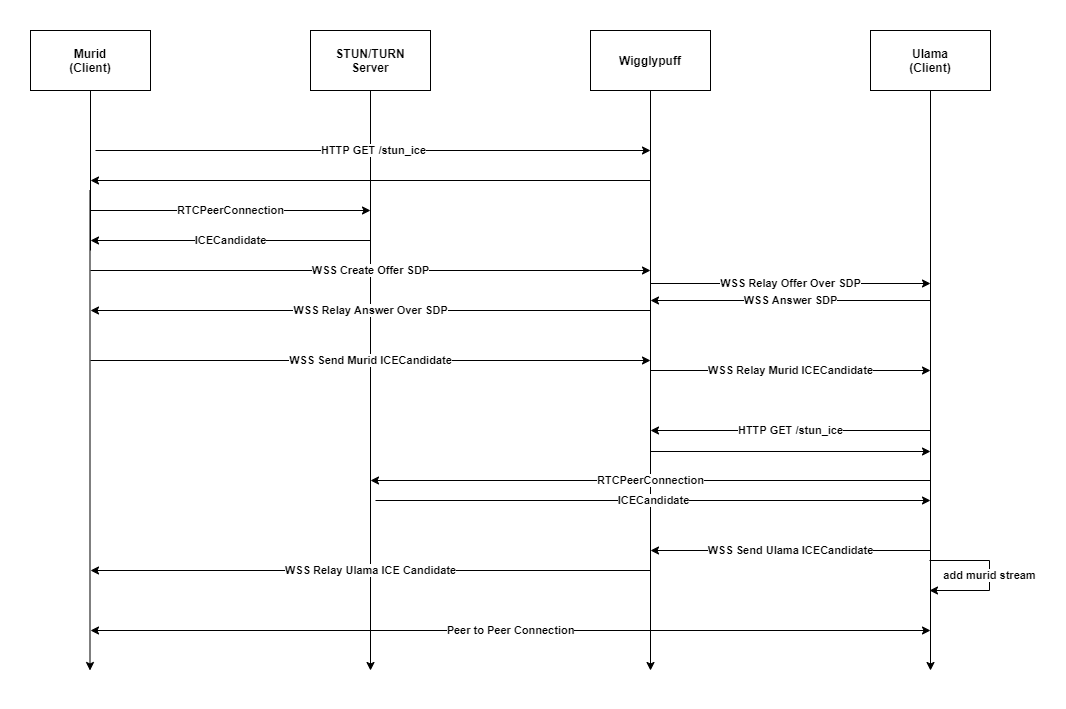 Murid
(Client)
STUN/TURN
Server
Wigglypuff
Ulama
(Client)
HTTP GET /stun_ice
RTCPeerConnection
ICECandidate
WSS Create Offer SDP
WSS Relay Offer Over SDP
WSS Answer SDP
WSS Relay Answer Over SDP
WSS Send Murid ICECandidate
WSS Relay Murid ICECandidate
HTTP GET /stun_ice
RTCPeerConnection
ICECandidate
WSS Send Ulama ICECandidate
WSS Relay Ulama ICE Candidate
add murid stream
Peer to Peer Connection